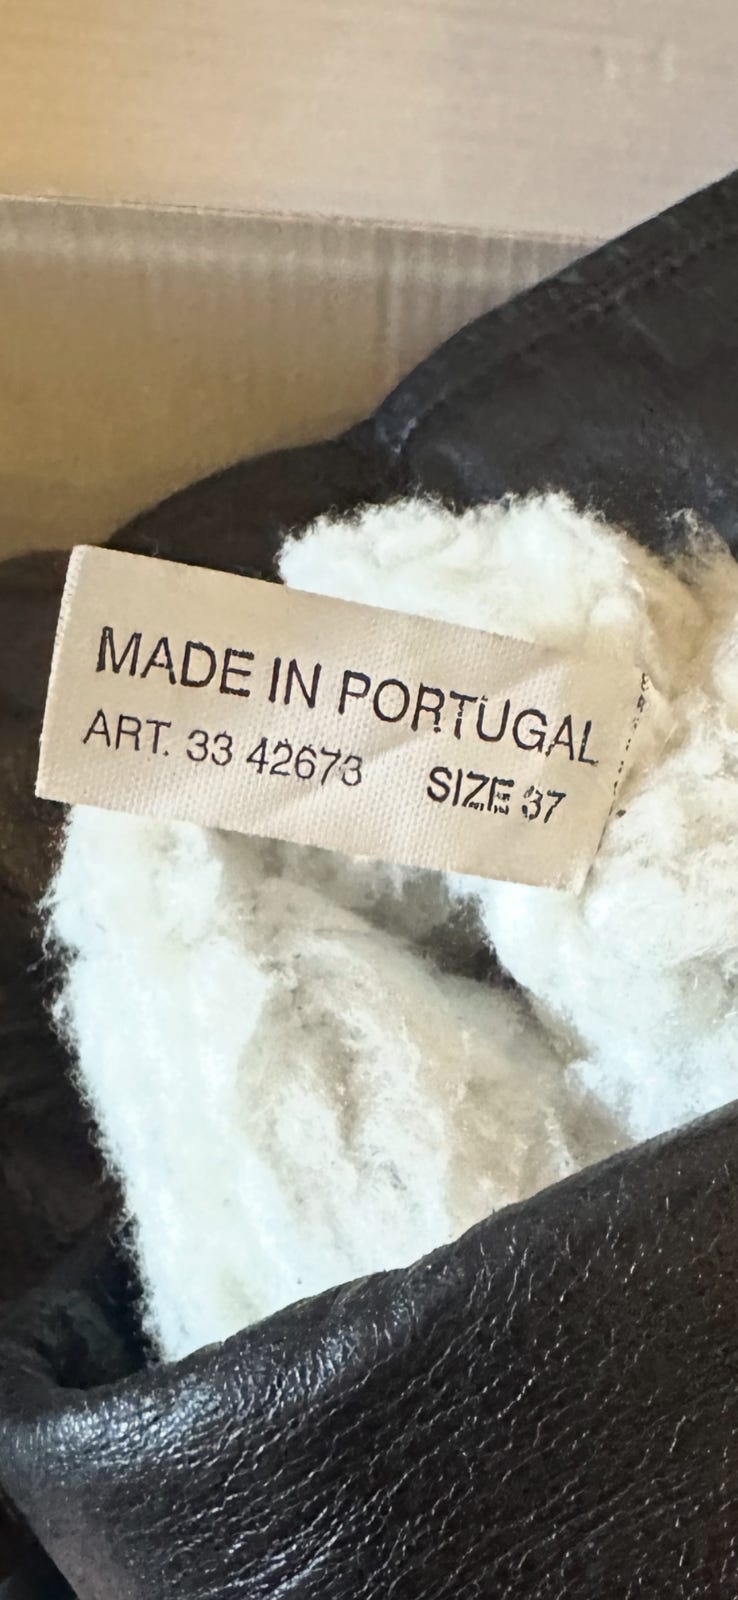 MADE IN PORTUGAL
ART. 33 42673 SIZE 37